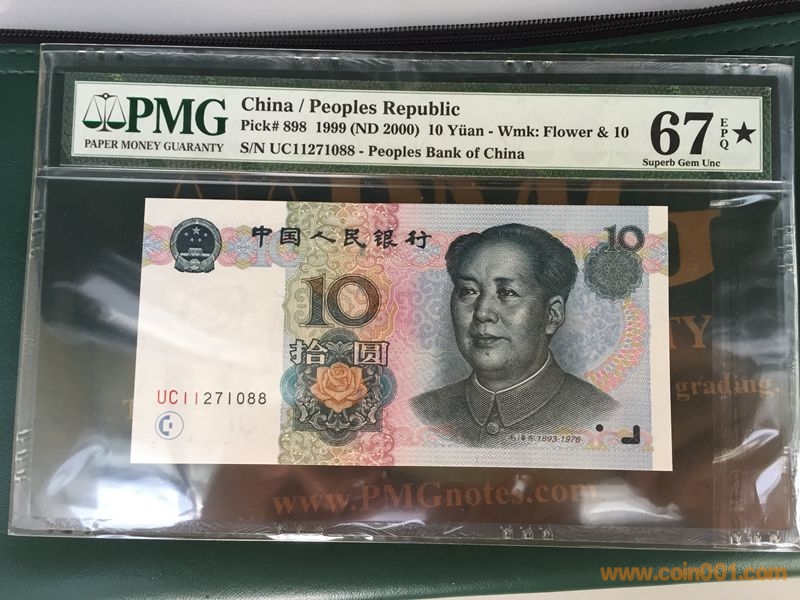 PMG
PAPER MONEY GUARANTY
China / Peoples Republic
Pick# 898 1999 (ND 2000) 10 Yüan - Wmk: Flower & 10
S/N UC11271088 - Peoples Bank of China
67 EPQ ★
Superb Gem Unc
中国人民银行
10
10
拾圆
UC11271088
毛泽东 1893-1976
TY
grading.
www.PMGnotes.com
www.coin001.com